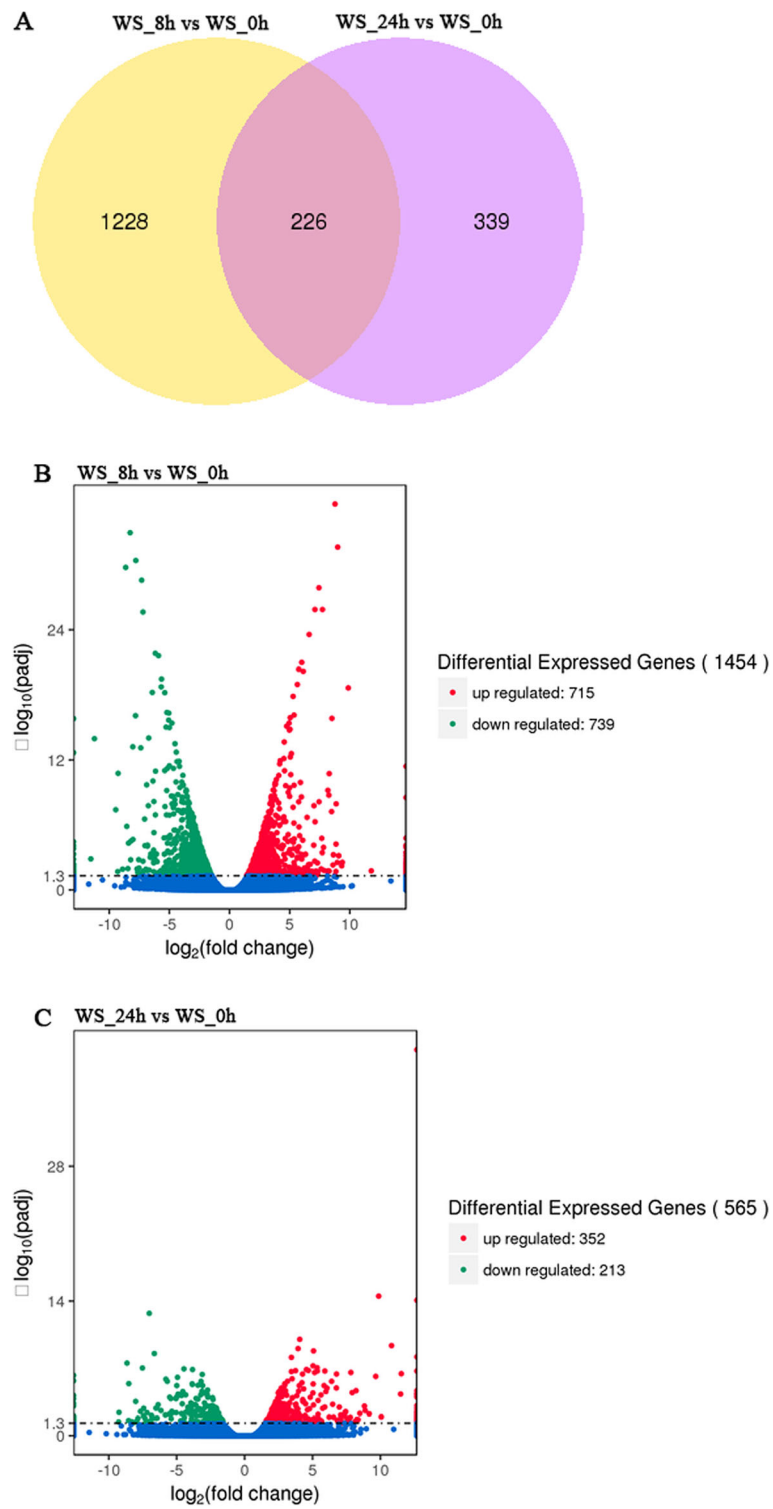 A
WS_8h vs WS_0h
WS_24h vs WS_0h
1228
226
339
B
WS_8h vs WS_0h
□ log10(padj)
24
12
1.3
0
-10
-5
0
5
10
log2(fold change)
Differential Expressed Genes ( 1454 )
up regulated: 715
down regulated: 739
C
WS_24h vs WS_0h
□ log10(padj)
28
14
1.3
0
-10
-5
0
5
10
log2(fold change)
Differential Expressed Genes ( 565 )
up regulated: 352
down regulated: 213